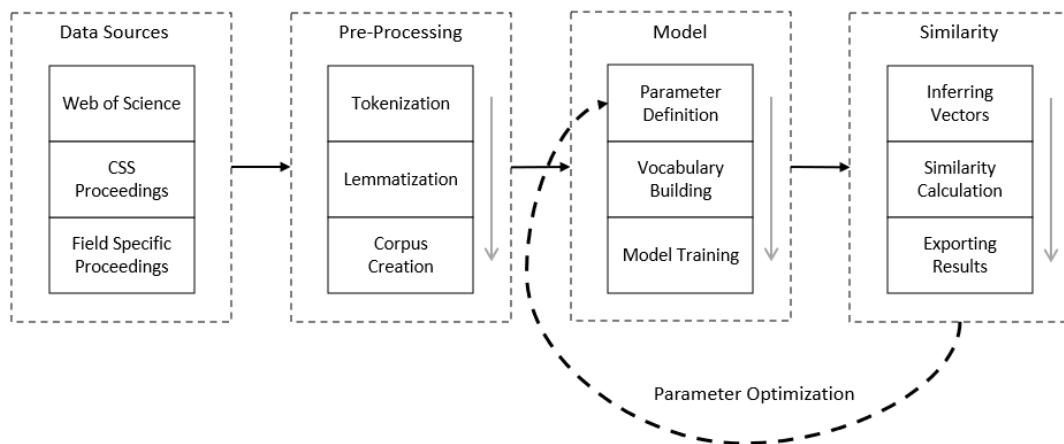 Data Sources
Web of Science
CSS
Proceedings
Field Specific
Proceedings
Pre-Processing
Tokenization
Lemmatization
Corpus
Creation
Model
Parameter
Definition
Vocabulary
Building
Model Training
Similarity
Inferring
Vectors
Similarity
Calculation
Exporting
Results
Parameter Optimization